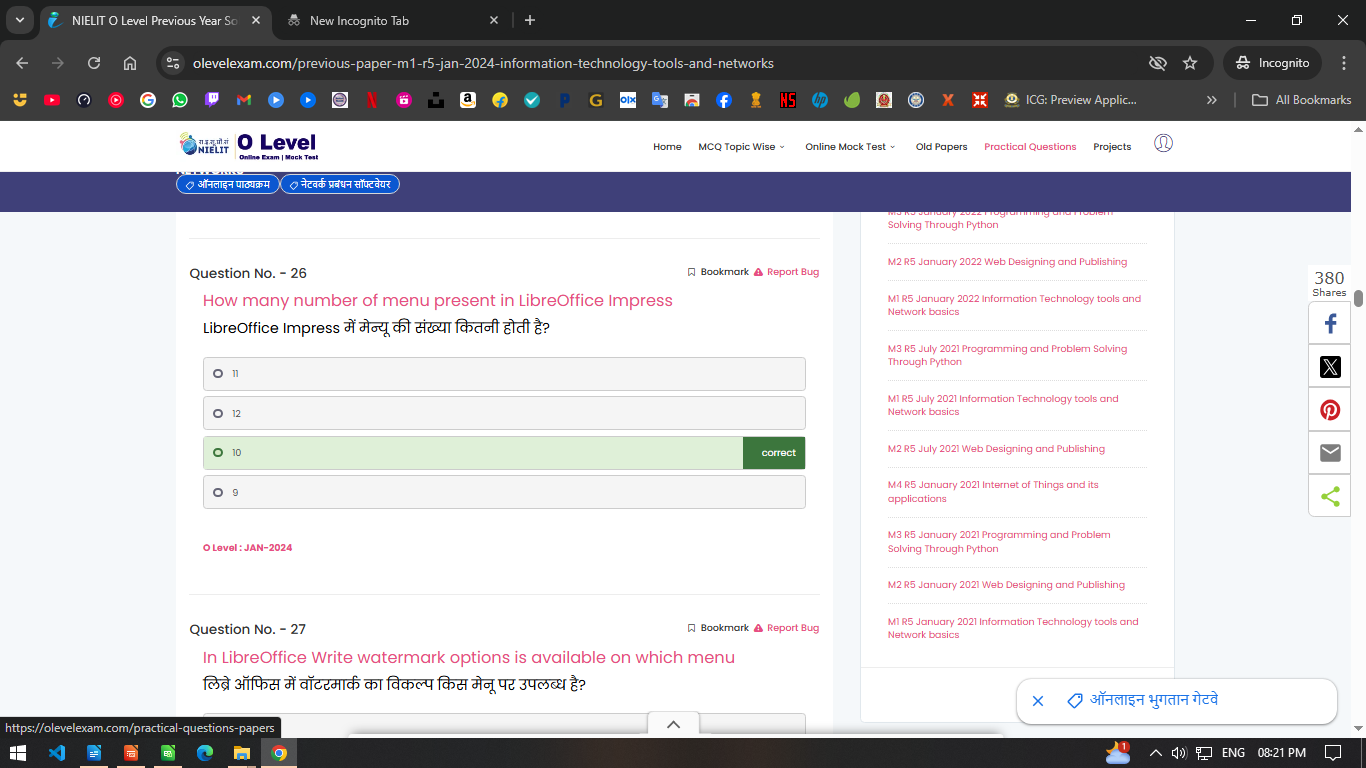 NIELIT O Level Previous Year So
New Incognito Tab
olevelexam.com/previous-paper-m1-r5-jan-2024-information-technology-tools-and-networks
Incognito
ICG: Preview Applic...
All Bookmarks
रा.इ.सू.प्रौ.सं
NIELIT
O Level
Online Exam | Mock Test
Home
MCQ Topic Wise
Online Mock Test
Old Papers
Practical Questions
Projects
NETWORKS
ऑनलाइन पाठ्यक्रम
नेटवर्क प्रबंधन सॉफ्टवेयर
Question No. - 26
Bookmark
Report Bug
How many number of menu present in LibreOffice Impress
LibreOffice Impress में मेन्यू की संख्या कितनी होती है?
11
12
10
correct
9
O Level : JAN-2024
Question No. - 27
Bookmark
Report Bug
In LibreOffice Write watermark options is available on which menu
लिब्रे ऑफिस में वॉटरमार्क का विकल्प किस मेनू पर उपलब्ध है?
M3 R5 January 2022 Programming and Problem
Solving Through Python
M2 R5 January 2022 Web Designing and Publishing
M1 R5 January 2022 Information Technology tools and
Network basics
M3 R5 July 2021 Programming and Problem Solving
Through Python
M1 R5 July 2021 Information Technology tools and
Network basics
M2 R5 July 2021 Web Designing and Publishing
M4 R5 January 2021 Internet of Things and its
applications
M3 R5 January 2021 Programming and Problem
Solving Through Python
M2 R5 January 2021 Web Designing and Publishing
M1 R5 January 2021 Information Technology tools and
Network basics
380
Shares
ऑनलाइन भुगतान गेटवे
https://olevelexam.com/practical-questions-papers
1
ENG
08:21 PM